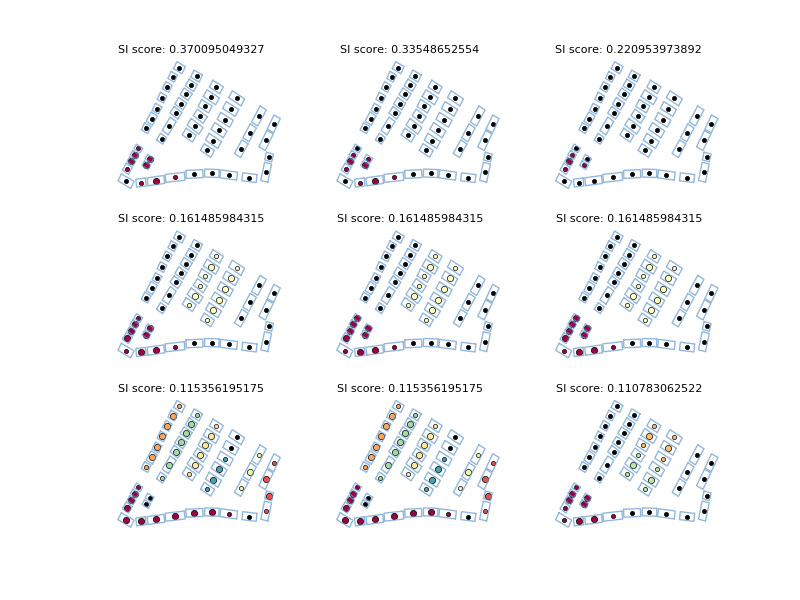 SI score: 0.370095049327
SI score: 0.33548652554
SI score: 0.220953973892
SI score: 0.161485984315
SI score: 0.161485984315
SI score: 0.161485984315
SI score: 0.115356195175
SI score: 0.115356195175
SI score: 0.110783062522